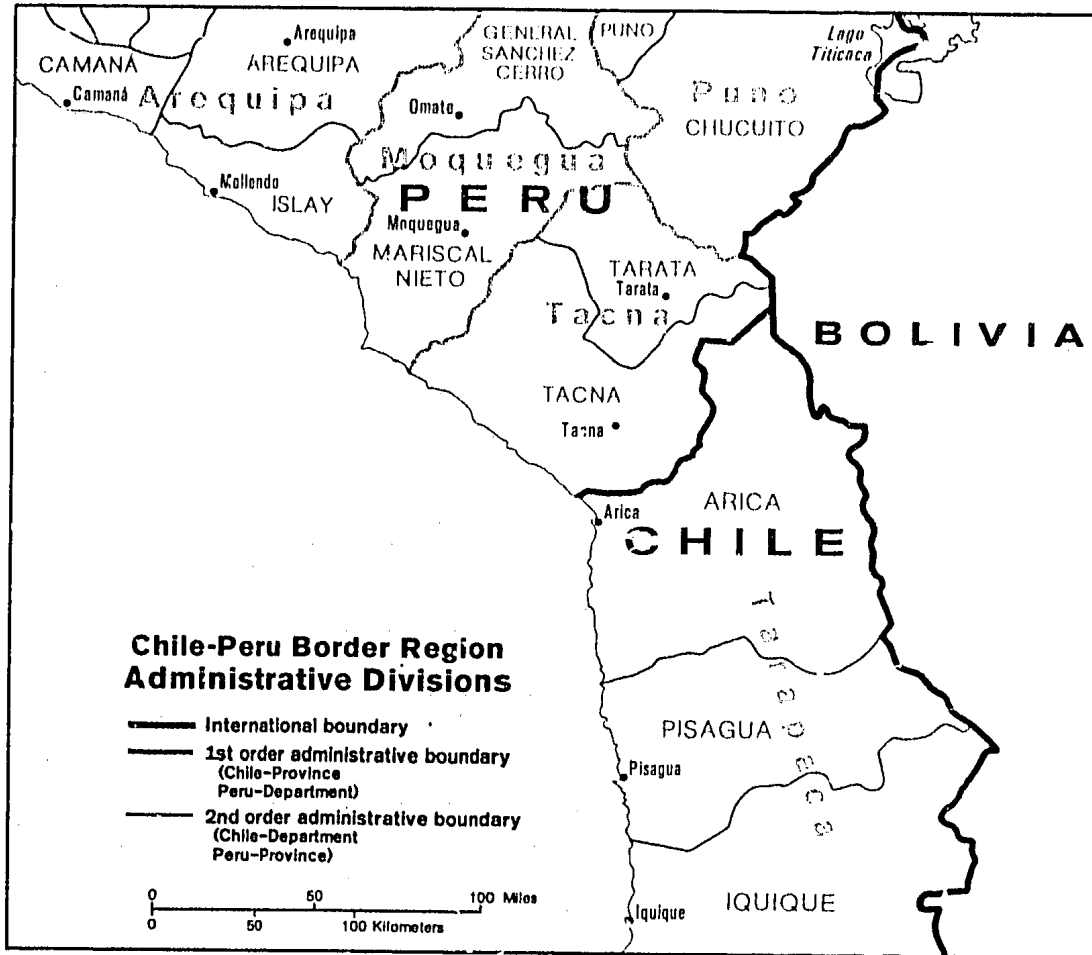 Arequipa
AREQUIPA
GENERAL
SANCHEZ
CERRO
PUNO
Lago
Titicaca
CAMANÁ
Camaná
Arequipa
Omate
Puno
CHUCUITO
Moquegua
PERU
Mollendo
ISLAY
Moquegua
MARISCAL
NIETO
TARATA
Tarata
Tacna
BOLIVIA
TACNA
Tacna
ARICA
Arica
CHILE
Tarapeca
PISAGUA
Pisagua
IQUIQUE
Iquique
Chile-Peru Border Region
Administrative Divisions
International boundary
1st order administrative boundary
(Chile-Province
Peru-Department)
2nd order administrative boundary
(Chile-Department
Peru-Province)
0 50 100 Miles
0 50 100 Kilometers